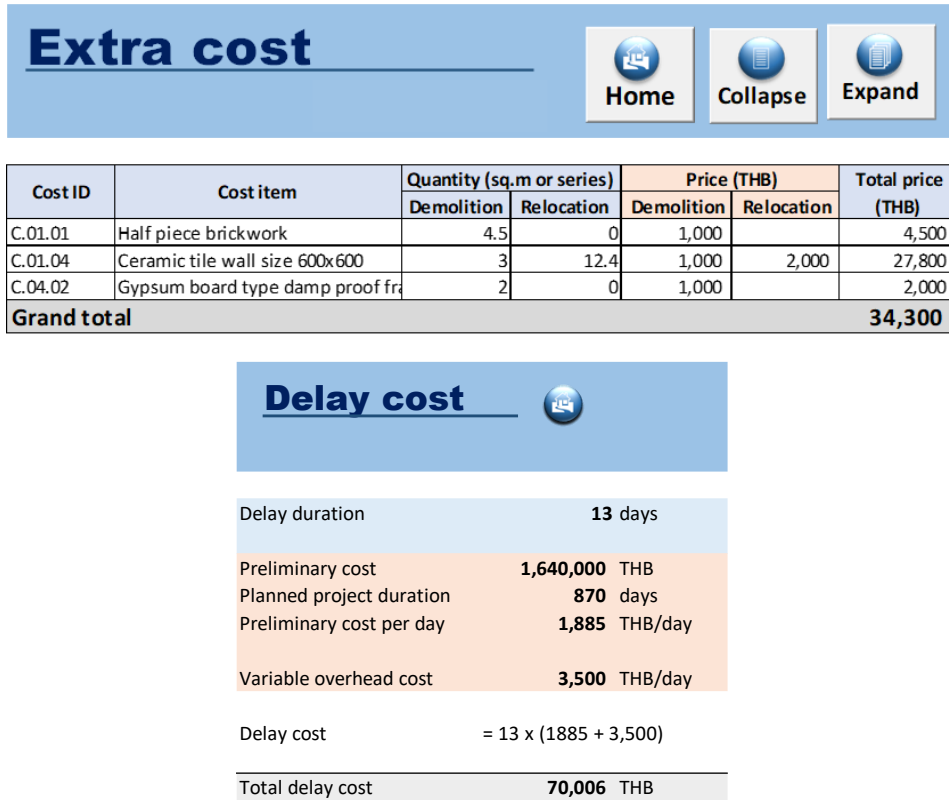 Extra cost
Home Collapse Expand
Cost ID Cost item Quantity (sq.m or series) Price (THB) Total price (THB)
Demolition Relocation Demolition Relocation
C.01.01 Half piece brickwork 4.5 0 1,000 4,500
C.01.04 Ceramic tile wall size 600x600 3 12.4 1,000 2,000 27,800
C.04.02 Gypsum board type damp proof fra 2 0 1,000 2,000
Grand total 34,300
Delay cost
Delay duration 13 days
Preliminary cost 1,640,000 THB
Planned project duration 870 days
Preliminary cost per day 1,885 THB/day
Variable overhead cost 3,500 THB/day
Delay cost = 13 x (1885 + 3,500)
Total delay cost 70,006 THB